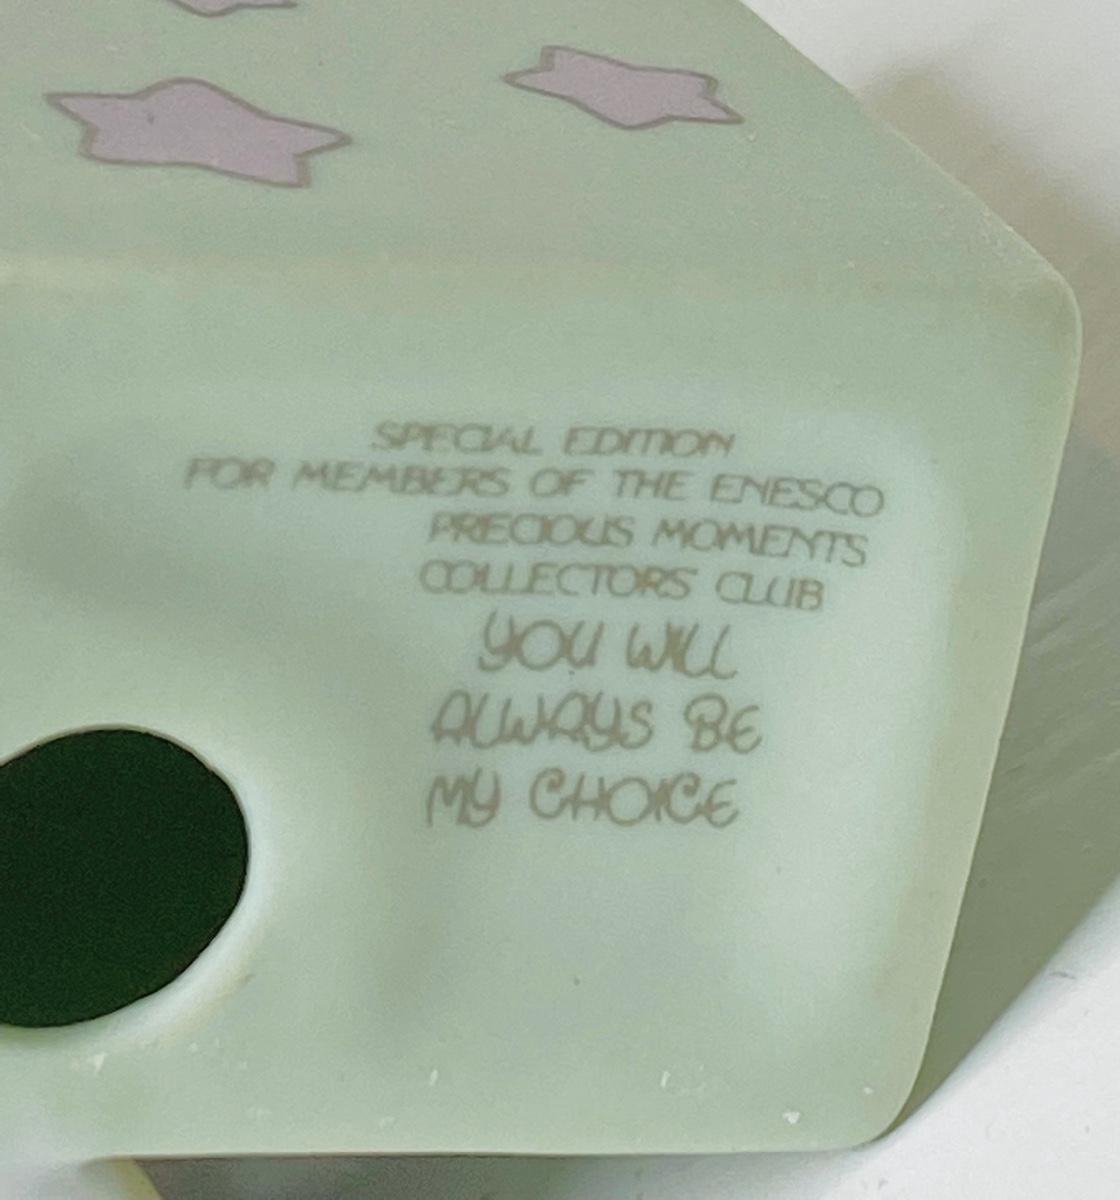 SPECIAL EDITION
FOR MEMBERS OF THE ENESCO
PRECIOUS MOMENTS
COLLECTORS CLUB
YOU WILL
ALWAYS BE
MY CHOICE